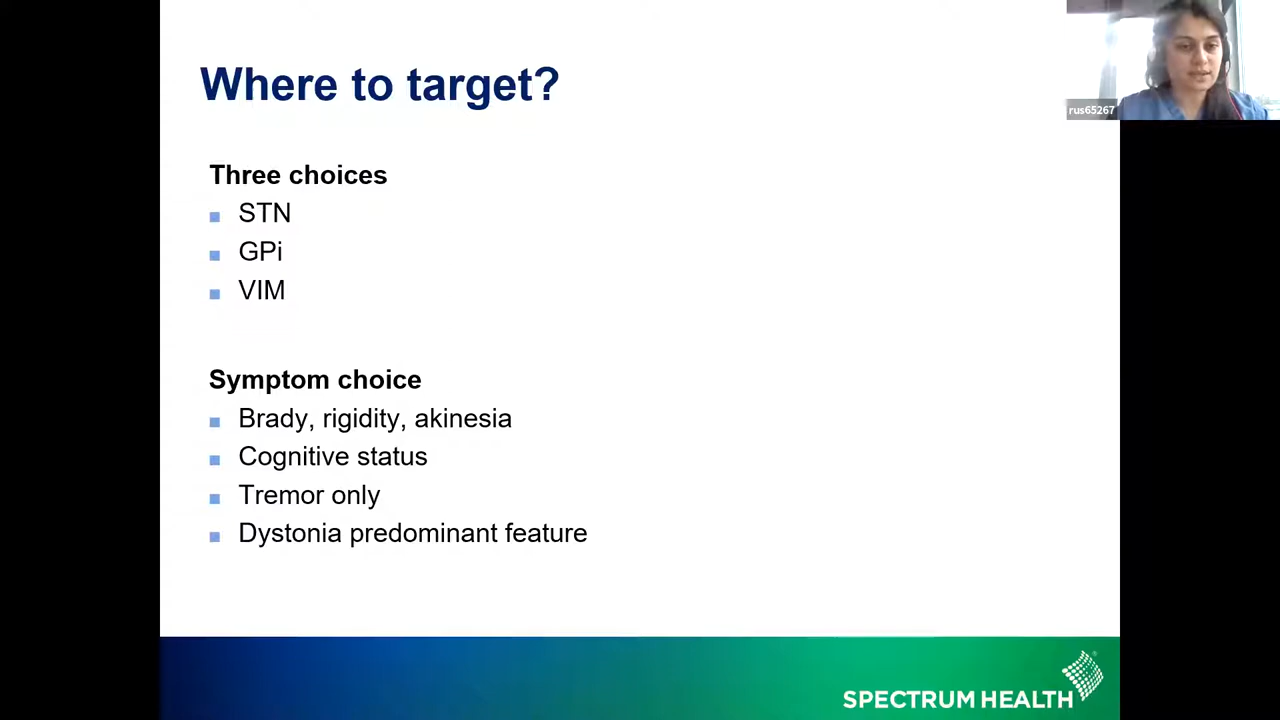 Where to target?
rus65267
Three choices
STN
GPi
VIM
Symptom choice
Brady, rigidity, akinesia
Cognitive status
Tremor only
Dystonia predominant feature
SPECTRUM HEALTH